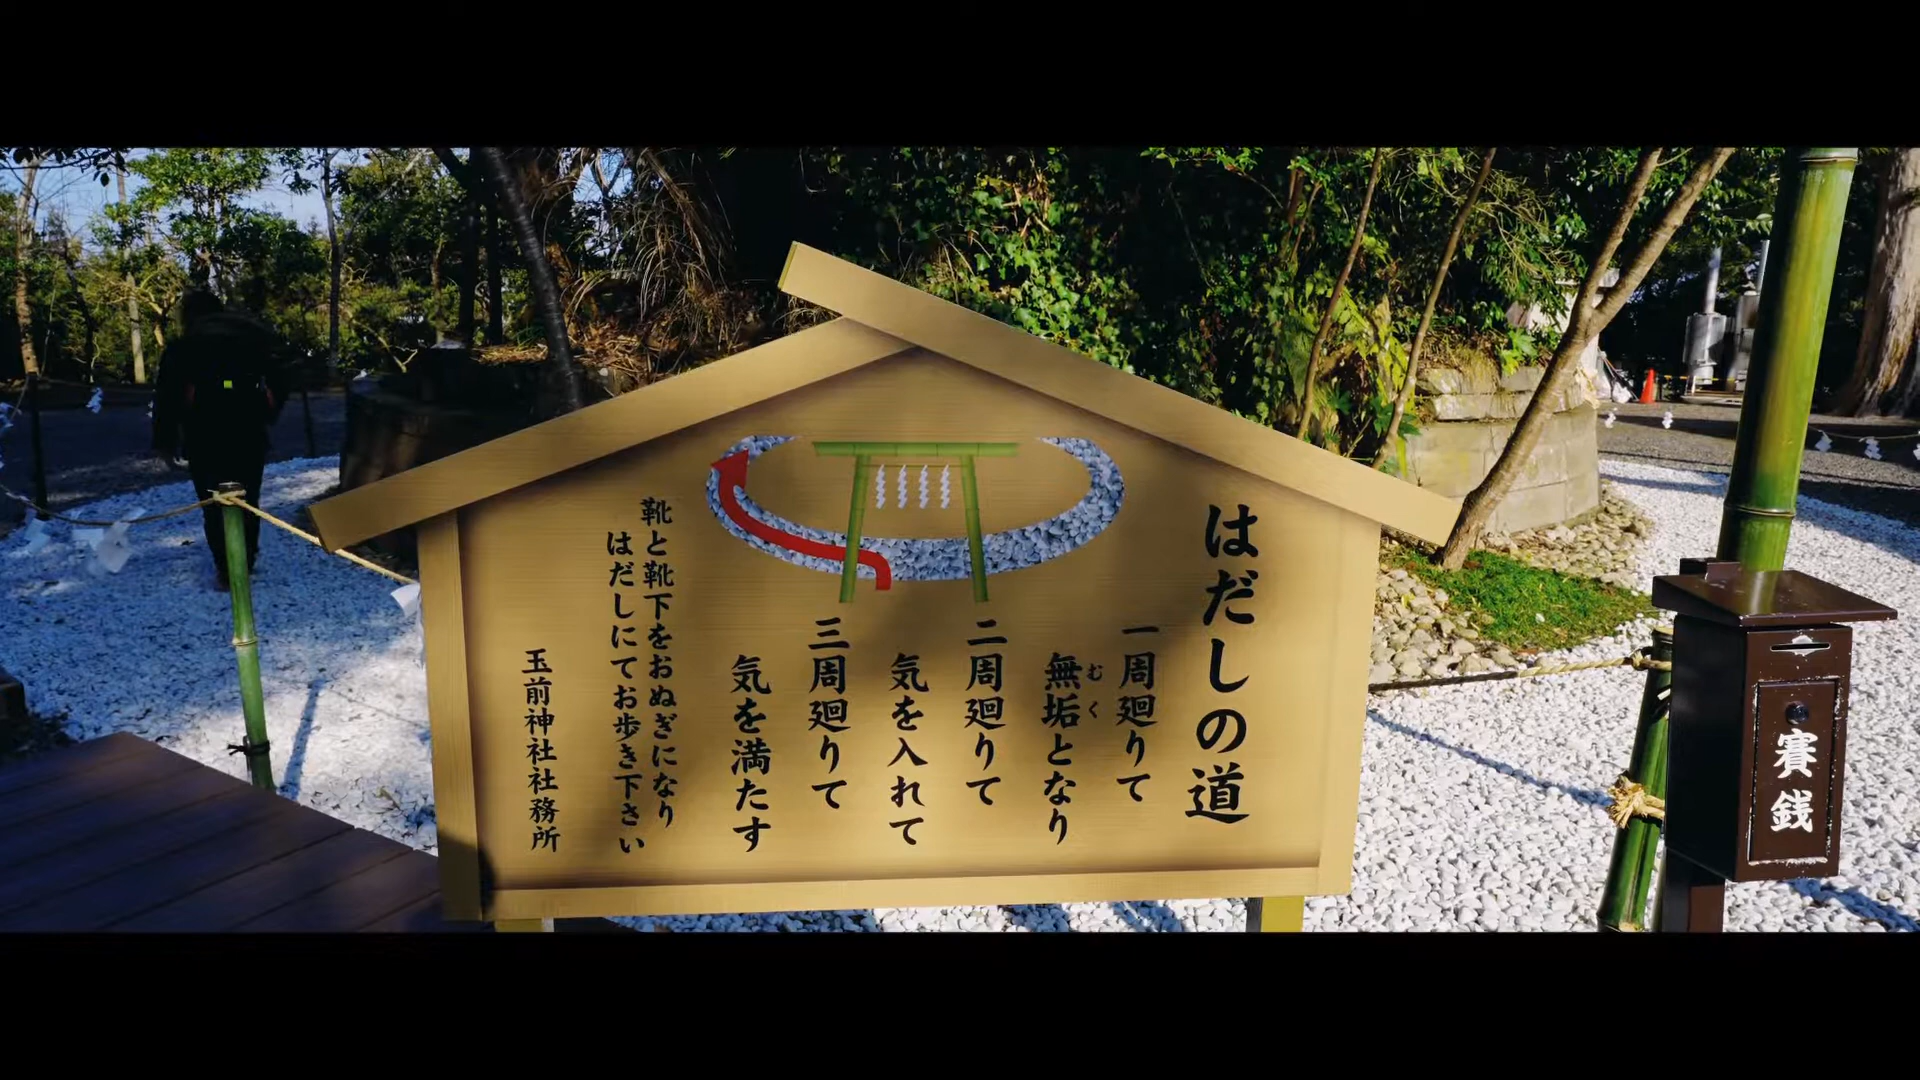 はだしの道
一周廻りて
無垢となり
むく
二周廻りて
気を入れて
三周廻りて
気を満たす
靴と靴下をおぬぎになり
はだしにてお歩き下さい
玉前神社社務所
賽銭